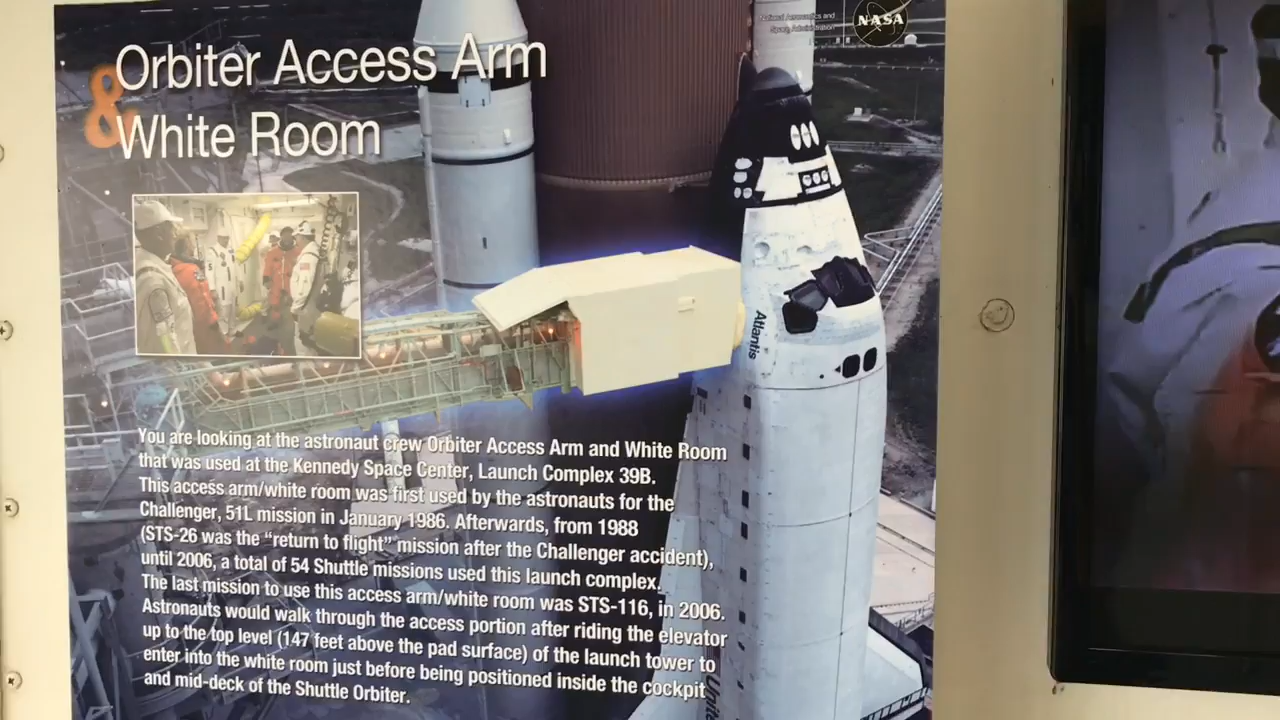 National Aeronautics and
Space Administration
NASA
Orbiter Access Arm
&
White Room
Atlantis
You are looking at the astronaut crew Orbiter Access Arm and White Room
that was used at the Kennedy Space Center, Launch Complex 39B.
This access arm/white room was first used by the astronauts for the
Challenger, 51L mission in January 1986. Afterwards, from 1988
(STS-26 was the “return to flight” mission after the Challenger accident),
until 2006, a total of 54 Shuttle missions used this launch complex.
The last mission to use this access arm/white room was STS-116, in 2006.
Astronauts would walk through the access portion after riding the elevator
up to the top level (147 feet above the pad surface) of the launch tower to
enter into the white room just before being positioned inside the cockpit
and mid-deck of the Shuttle Orbiter.